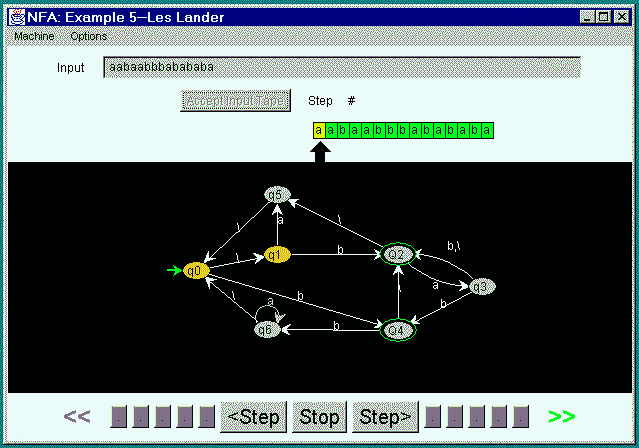 NFA: Example 5--Les Lander
Machine Options
Input aabaabbbabababa
Accept Input Tape Step #
a a b a a b b b a b a b a b a
q5
\ a \
b b,\
q1 Q2
\
q0 a q3
b \ b
\ a
q6 b Q4
<< . . . . . <Step Stop Step> . . . . . >>